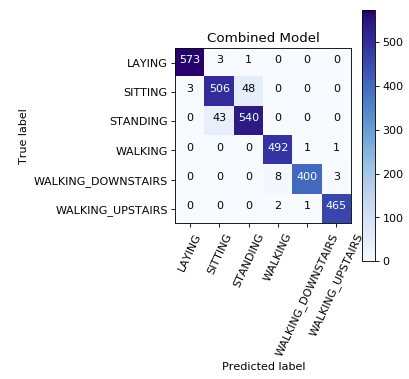 Combined Model
True label
LAYING 573 3 1 0 0 0
SITTING 3 506 48 0 0 0
STANDING 0 43 540 0 0 0
WALKING 0 0 0 492 1 1
WALKING_DOWNSTAIRS 0 0 0 8 400 3
WALKING_UPSTAIRS 0 0 0 2 1 465
LAYING SITTING STANDING WALKING WALKING_DOWNSTAIRS WALKING_UPSTAIRS
Predicted label
500
400
300
200
100
0